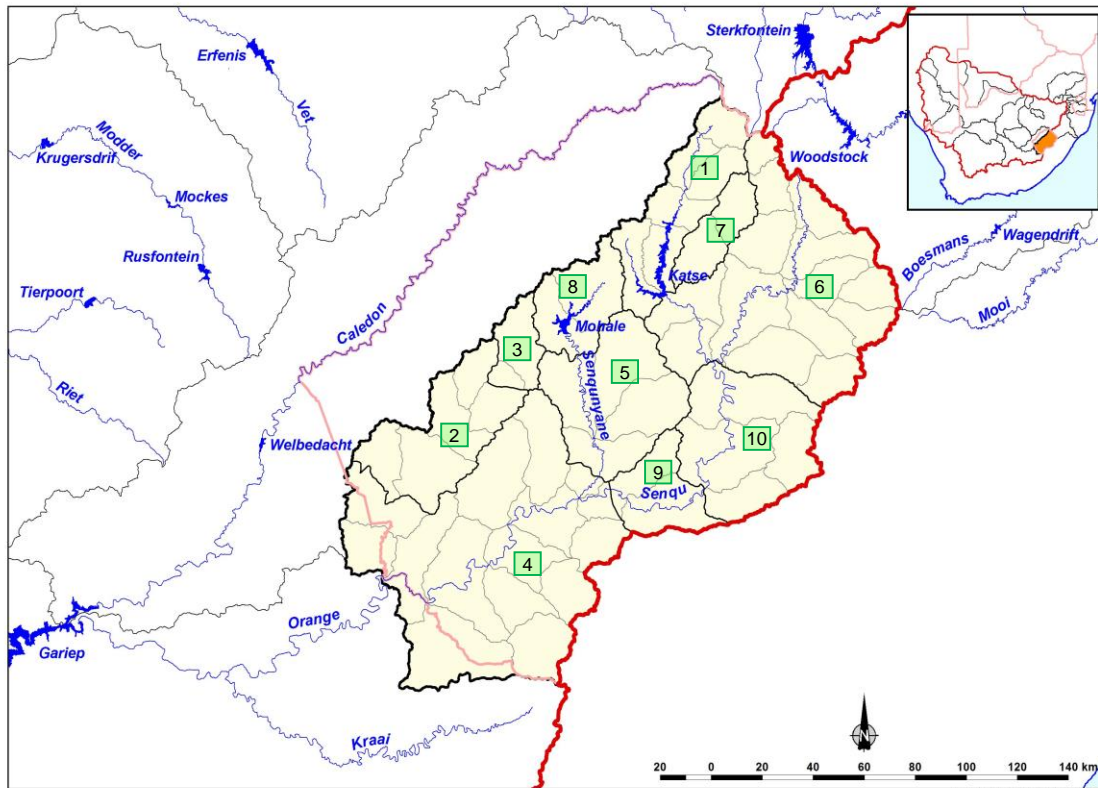 Sterkfontein
Erfenis
Vet
Modder
Krugersdrif
Woodstock
1
Mockes
7
Boesmans
Wagendrift
Rusfontein
Katse
6
Mooi
Tierpoort
8
Caledon
Mohale
3
Senqunyane
5
Riet
2
10
Welbedacht
9
Senqu
4
Orange
Gariep
Kraai
N
20 0 20 40 60 80 100 120 140 km